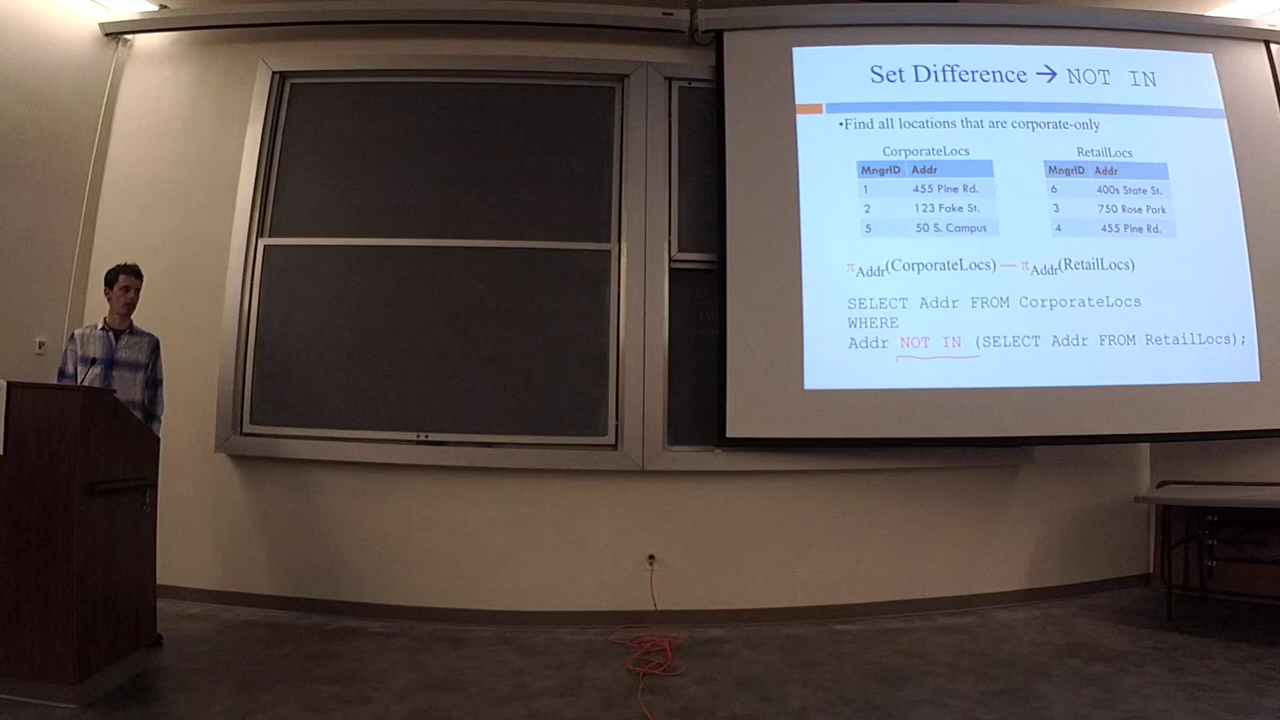 Set Difference → NOT IN
•Find all locations that are corporate-only
CorporateLocs RetailLocs
MngrID Addr MngrID Addr
1 455 Pine Rd. 6 400s State St.
2 123 Fake St. 3 750 Rose Park
5 50 S. Campus 4 455 Pine Rd.
πAddr(CorporateLocs) — πAddr(RetailLocs)
SELECT Addr FROM CorporateLocs
WHERE
Addr NOT IN (SELECT Addr FROM RetailLocs);